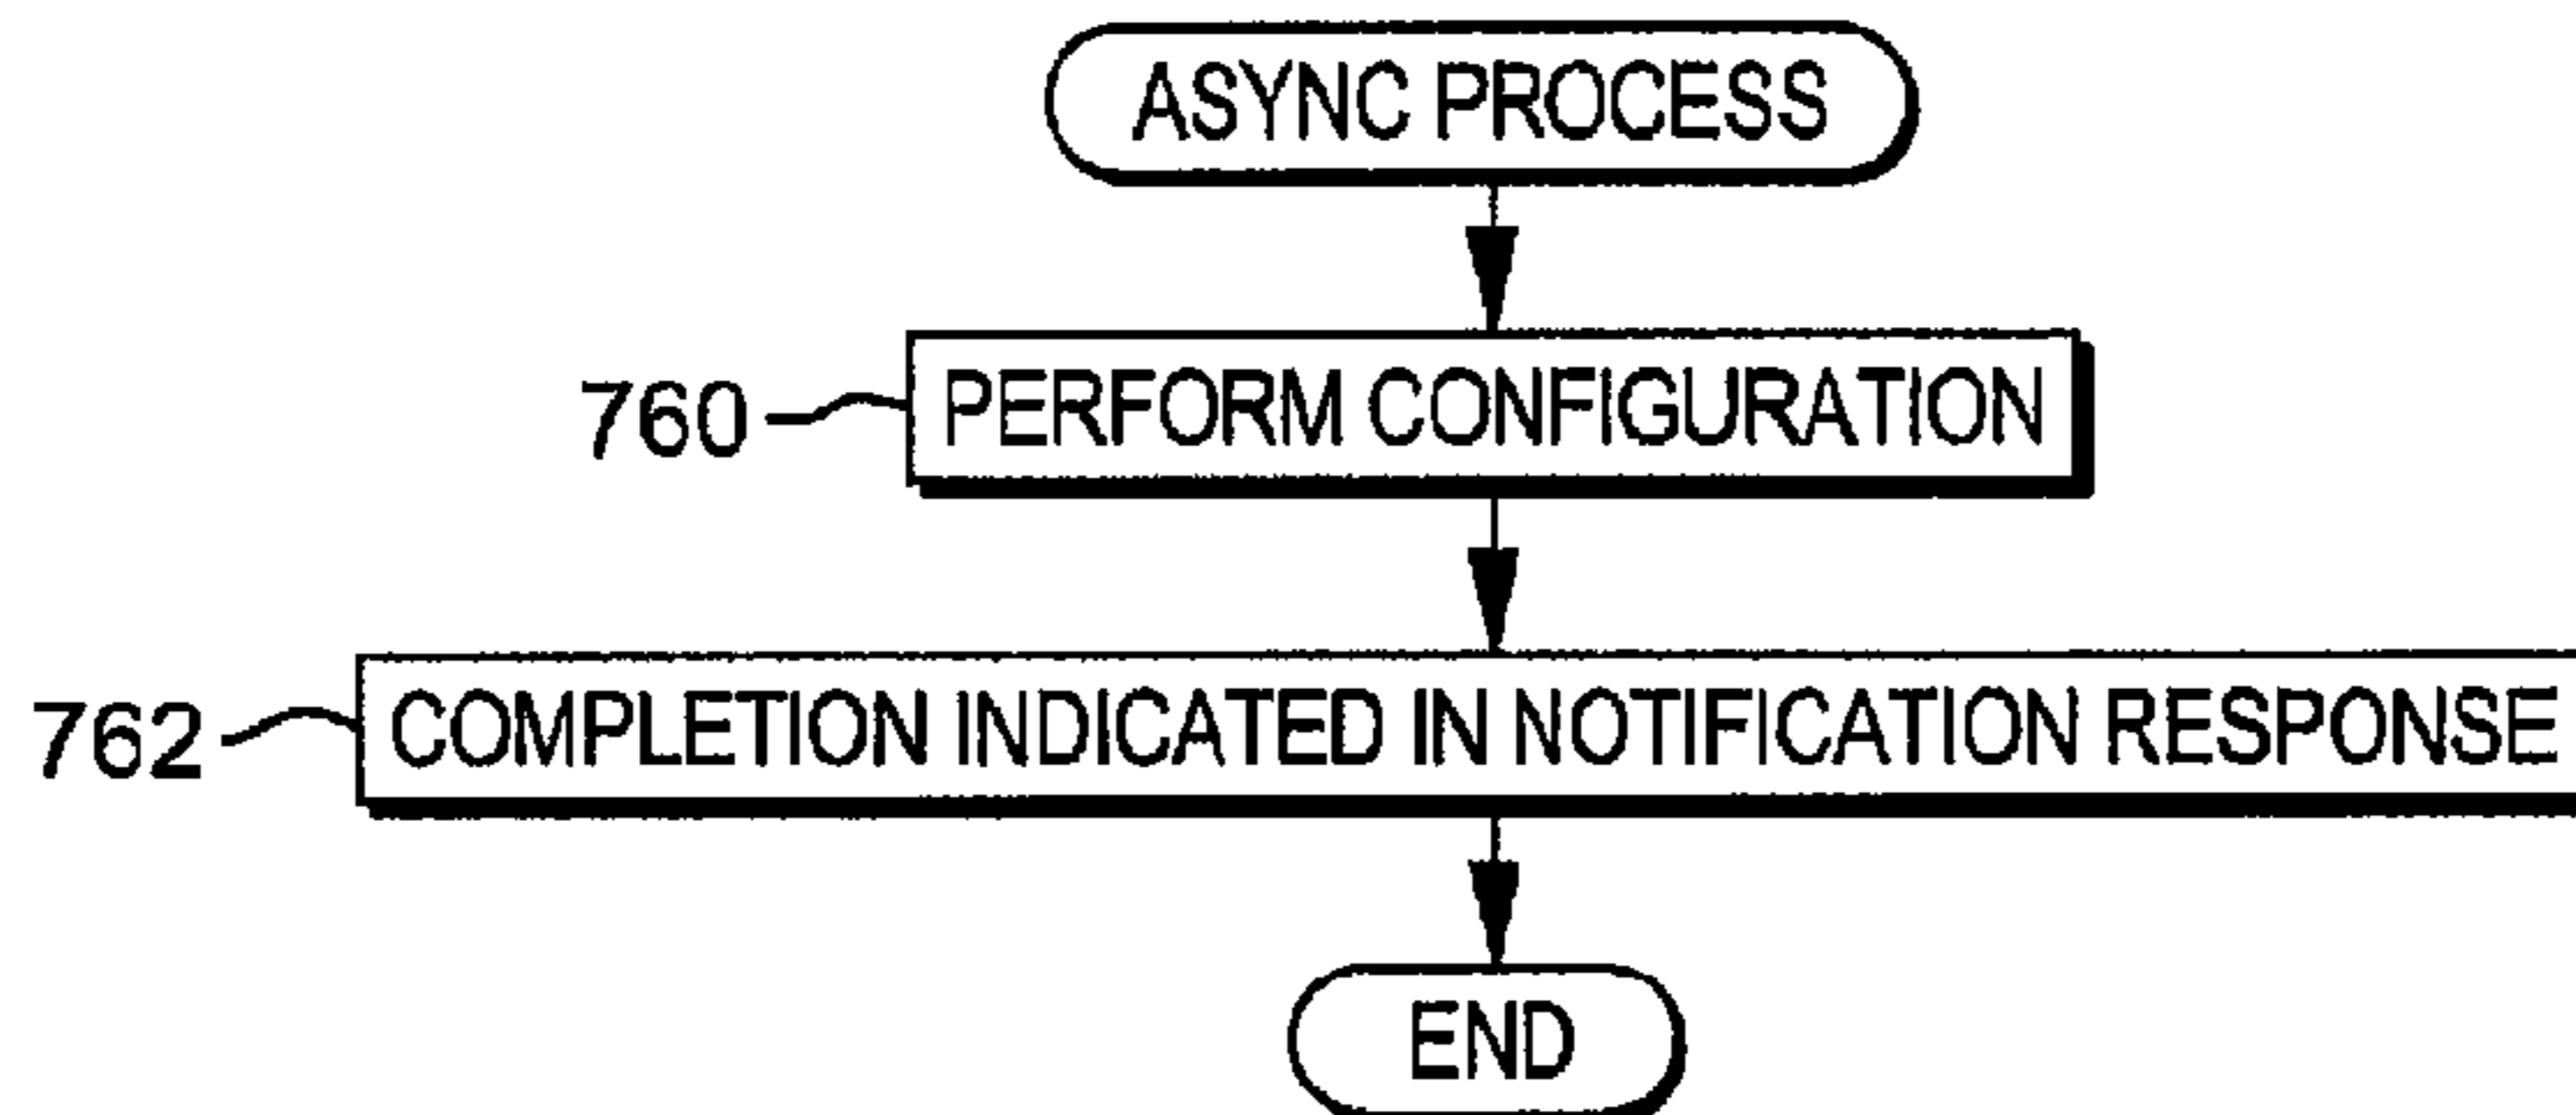 ASYNC PROCESS
760 PERFORM CONFIGURATION
762 COMPLETION INDICATED IN NOTIFICATION RESPONSE
END